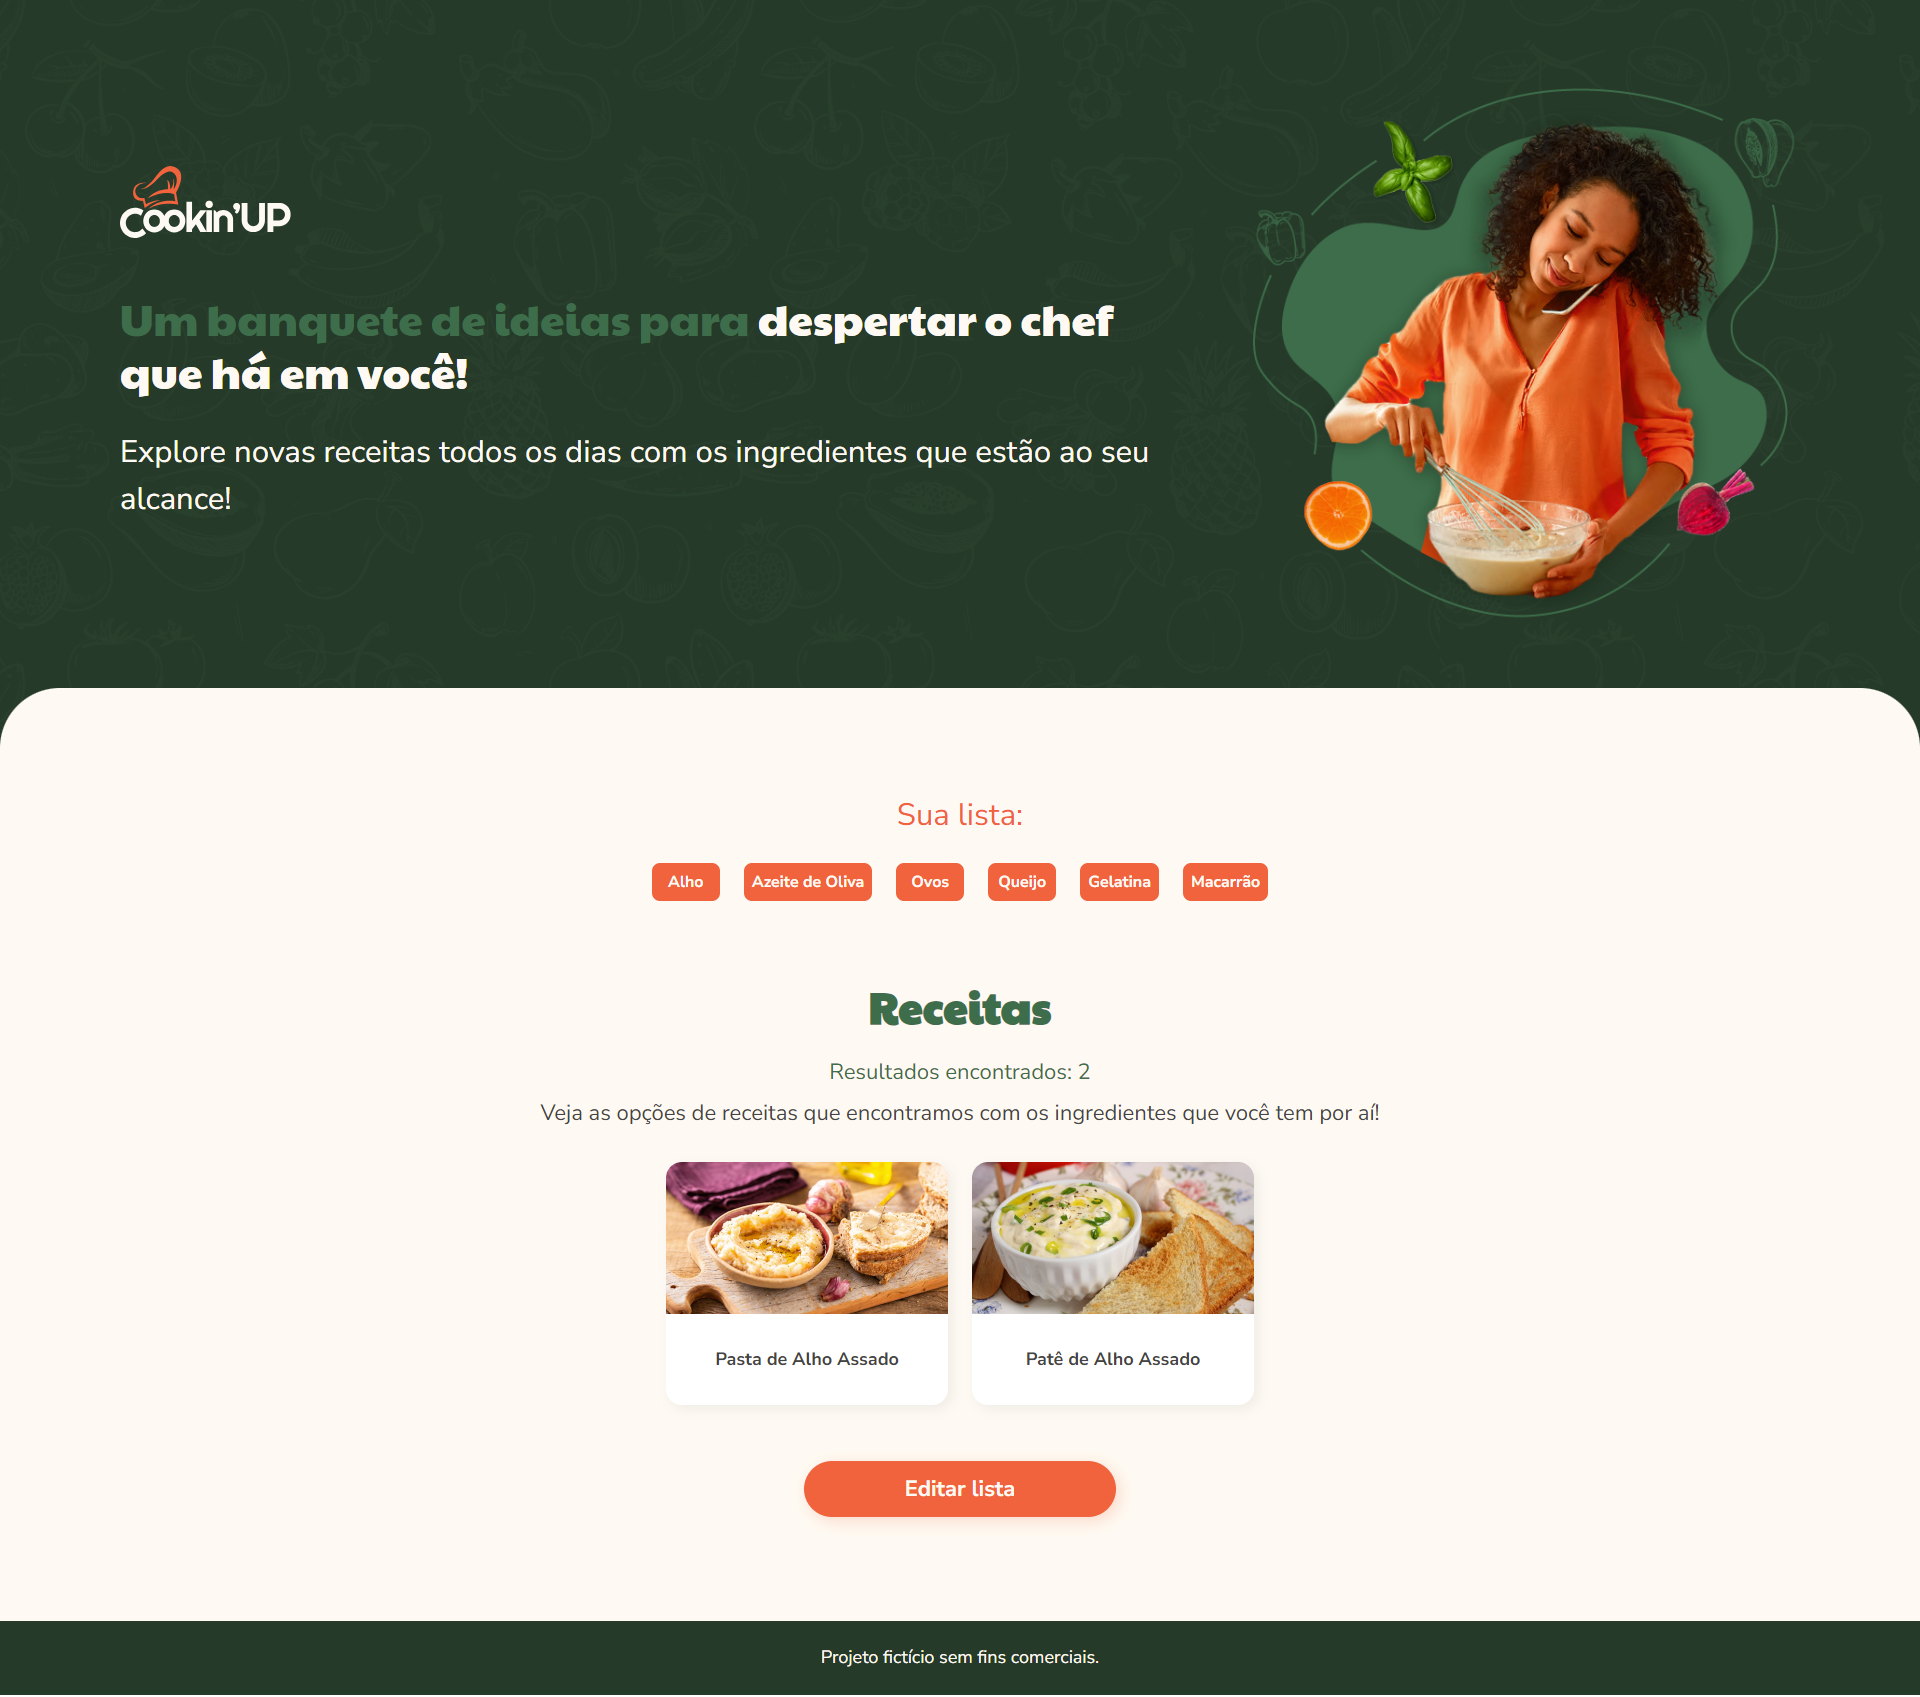 Cookin'UP
Um banquete de ideias para despertar o chef
que há em você!
Explore novas receitas todos os dias com os ingredientes que estão ao seu
alcance!
Sua lista:
Alho Azeite de Oliva Ovos Queijo Gelatina Macarrão
Receitas
Resultados encontrados: 2
Veja as opções de receitas que encontramos com os ingredientes que você tem por aí!
Pasta de Alho Assado Patê de Alho Assado
Editar lista
Projeto fictício sem fins comerciais.